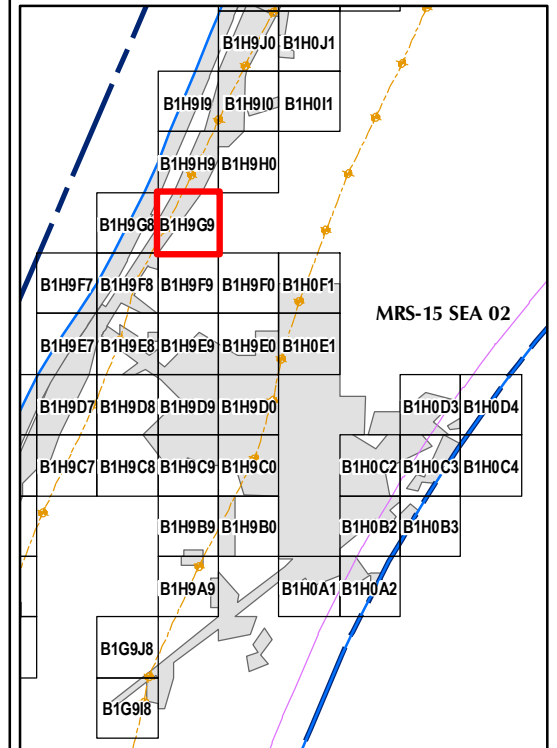 B1H9J0 B1H0J1
B1H9I9 B1H9I0 B1H0I1
B1H9H9 B1H9H0
B1H9G8 B1H9G9
B1H9F7 B1H9F8 B1H9F9 B1H9F0 B1H0F1
MRS-15 SEA 02
B1H9E7 B1H9E8 B1H9E9 B1H9E0 B1H0E1
B1H9D7 B1H9D8 B1H9D9 B1H9D0 B1H0D3 B1H0D4
B1H9C7 B1H9C8 B1H9C9 B1H9C0 B1H0C2 B1H0C3 B1H0C4
B1H9B9 B1H9B0 B1H0B2 B1H0B3
B1H9A9 B1H0A1 B1H0A2
B1G9J8
B1G9I8